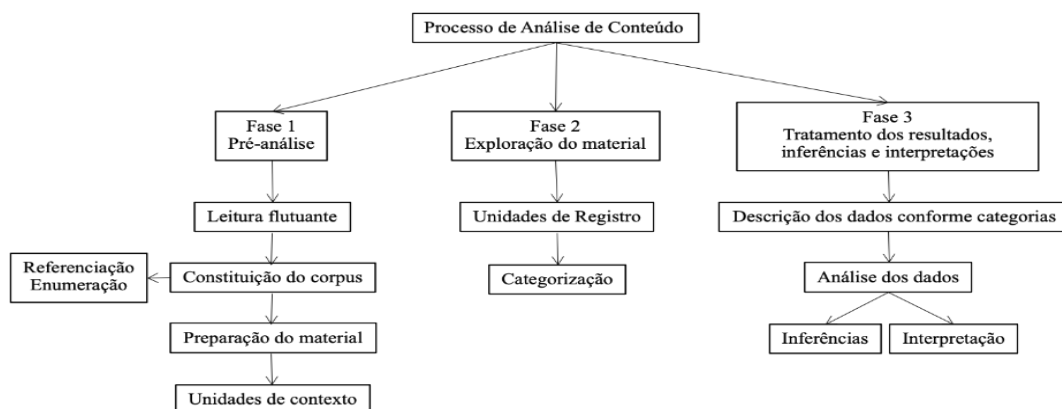 Processo de Análise de Conteúdo
Fase 1
Pré-análise
Fase 2
Exploração do material
Fase 3
Tratamento dos resultados,
inferências e interpretações
Leitura flutuante
Unidades de Registro
Descrição dos dados conforme categorias
Referenciação
Enumeração
Constituição do corpus
Categorização
Análise dos dados
Preparação do material
Inferências
Interpretação
Unidades de contexto